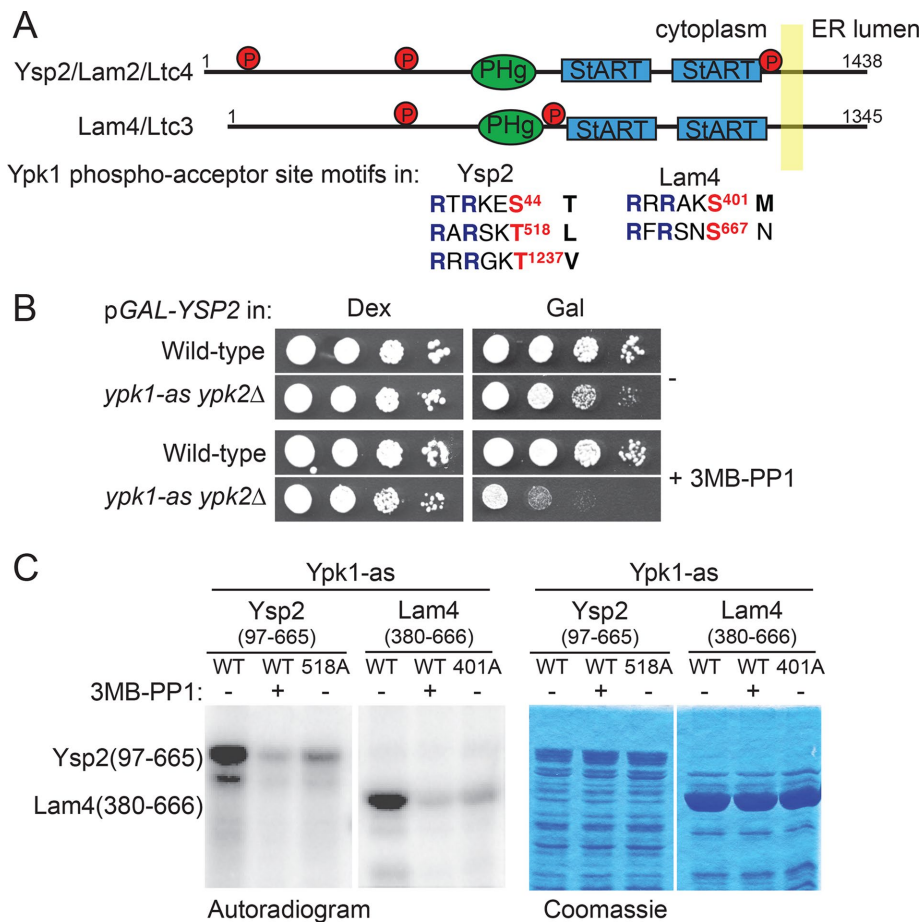 A
cytoplasm ER lumen
1 P P PHg StART StART P 1438
Ysp2/Lam2/Ltc4
1 P PHg P StART StART 1345
Lam4/Ltc3
Ypk1 phospho-acceptor site motifs in: Ysp2 Lam4
RTRKES44 T RRRAKS401 M
RARSKT518 L RFRSNS667 N
RRRGKT1237 V
B
pGAL-YSP2 in: Dex Gal
Wild-type
ypk1-as ypk2Δ -
Wild-type
ypk1-as ypk2Δ + 3MB-PP1
C
Ypk1-as Ypk1-as
Ysp2 Lam4 Ysp2 Lam4
(97-665) (380-666) (97-665) (380-666)
WT WT 518A WT WT 401A WT WT 518A WT WT 401A
3MB-PP1: - + - - + - - + - - + -
Ysp2(97-665)
Lam4(380-666)
Autoradiogram Coomassie